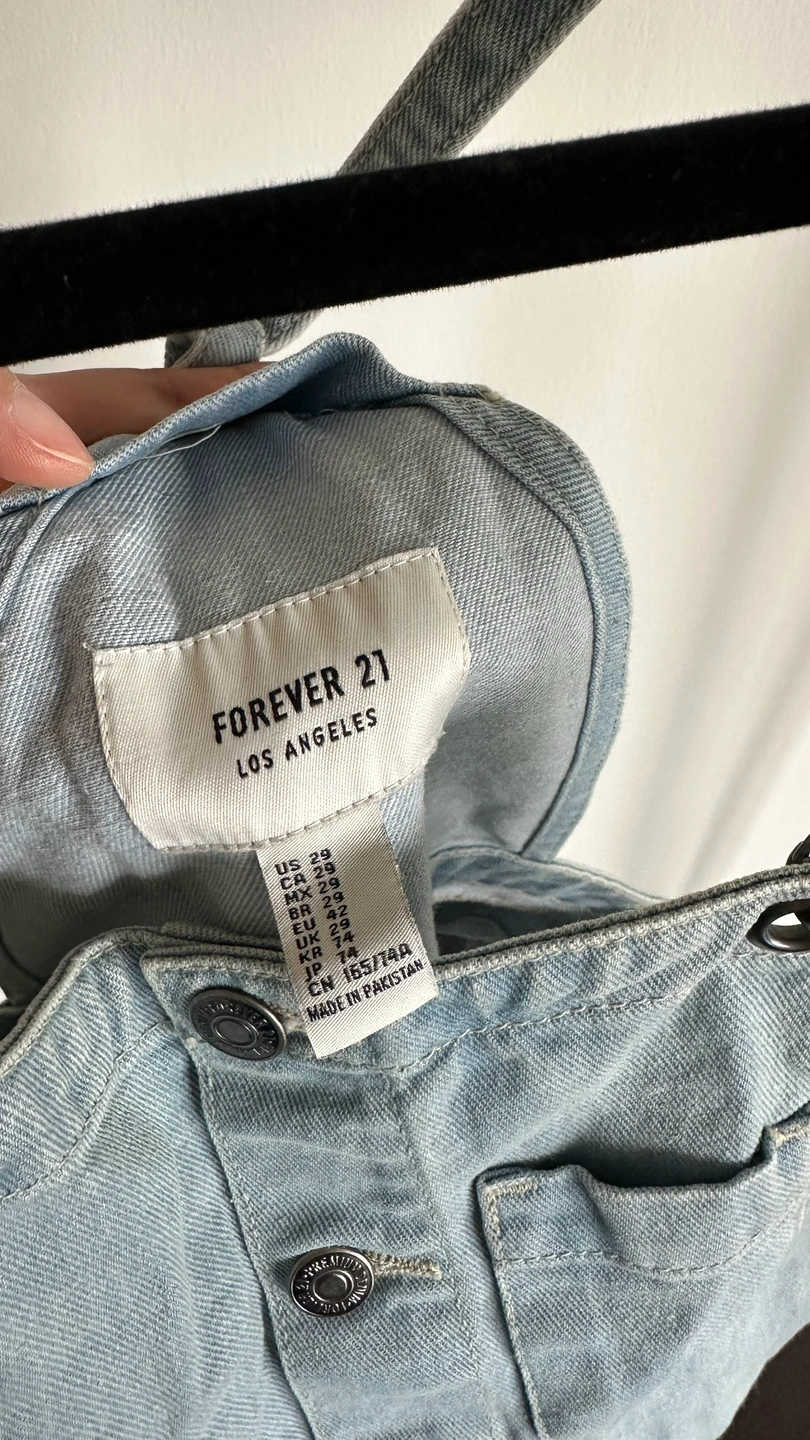 FOREVER 21
LOS ANGELES
US 29
CA 29
MX 29
BR 29
EU 42
UK 29
KR 74
JP 74
CN 165/74A
MADE IN PAKISTAN
PREMIUM